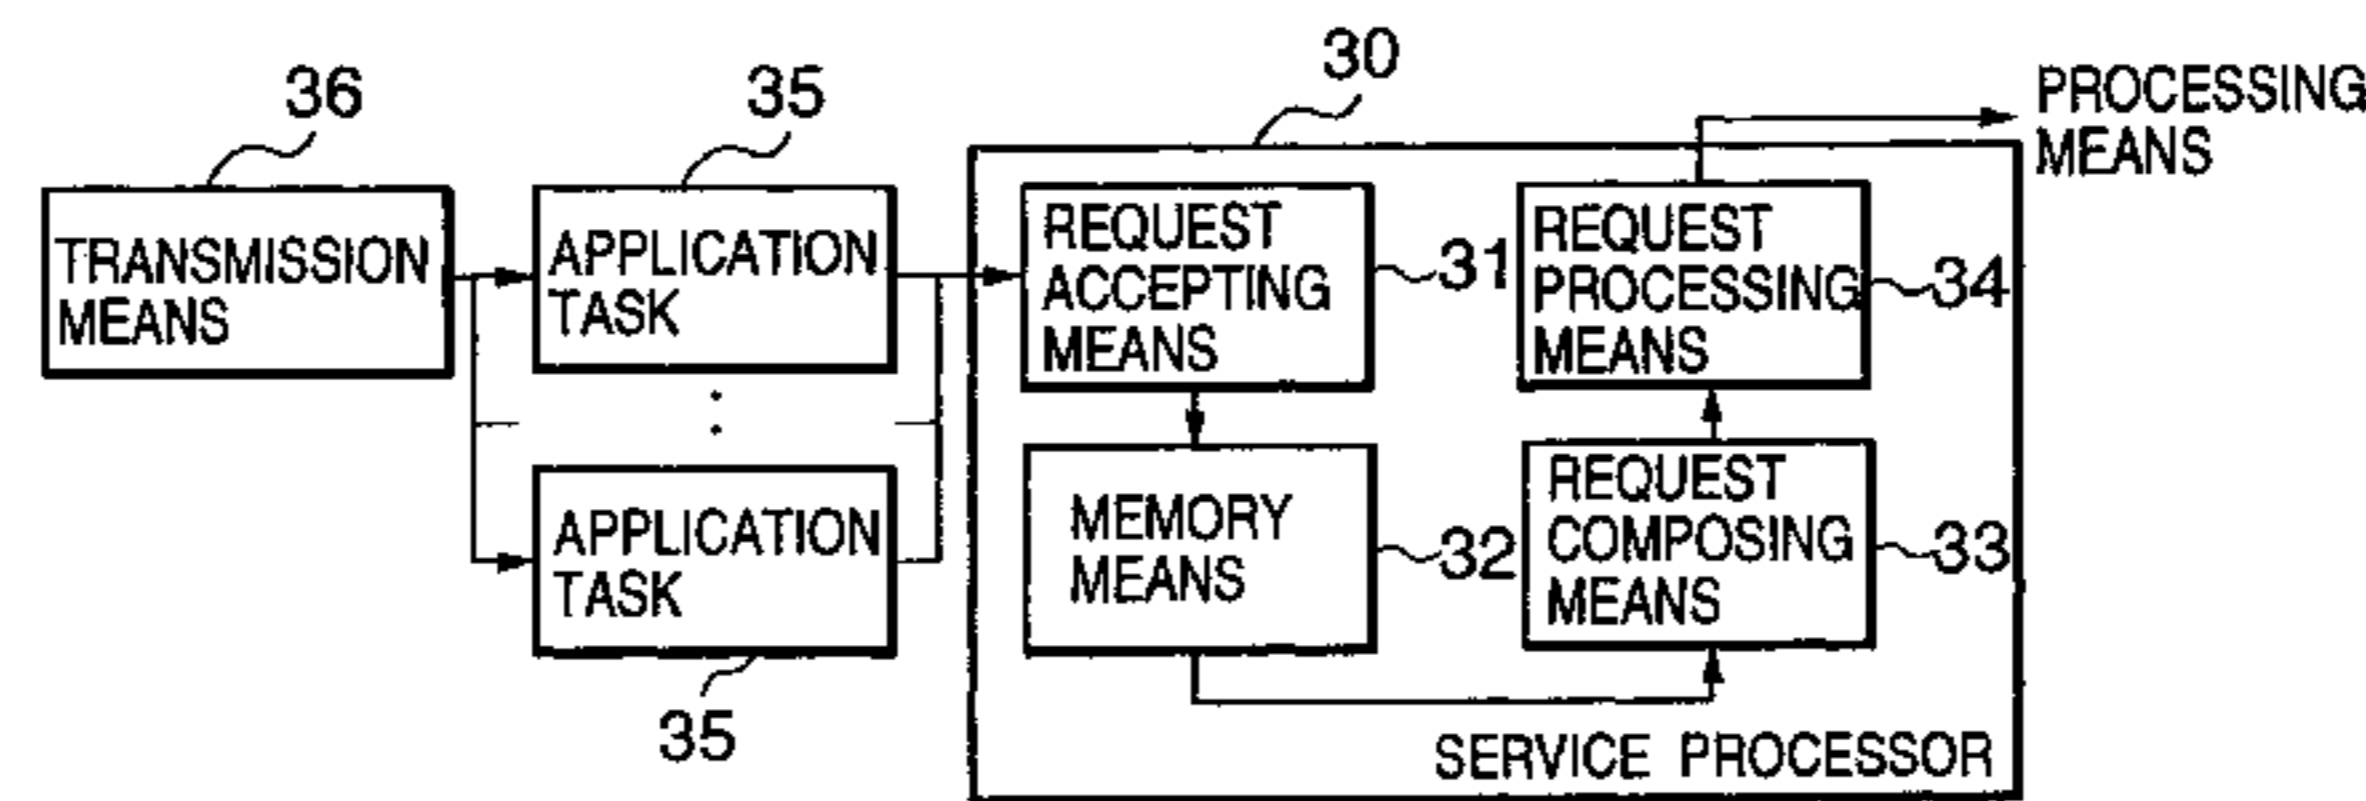 36
35
30
PROCESSING
MEANS
TRANSMISSION
MEANS
APPLICATION
TASK
REQUEST
ACCEPTING
MEANS
31
REQUEST
PROCESSING
MEANS
34
APPLICATION
TASK
35
MEMORY
MEANS
32
REQUEST
COMPOSING
MEANS
33
SERVICE PROCESSOR